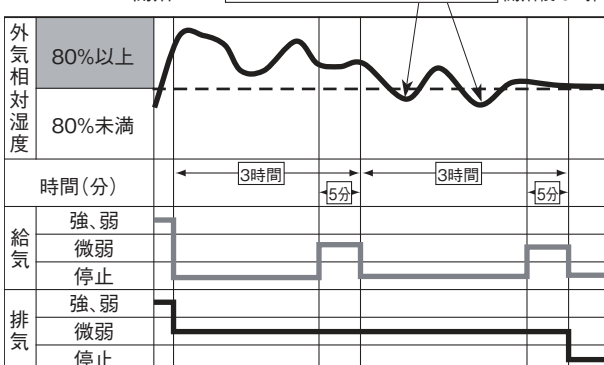 外気相対湿度
80%以上
80%未満
時間(分)
3時間
3時間
5分
5分
給気
強、弱
微弱
停止
排気
強、弱
微弱
停止